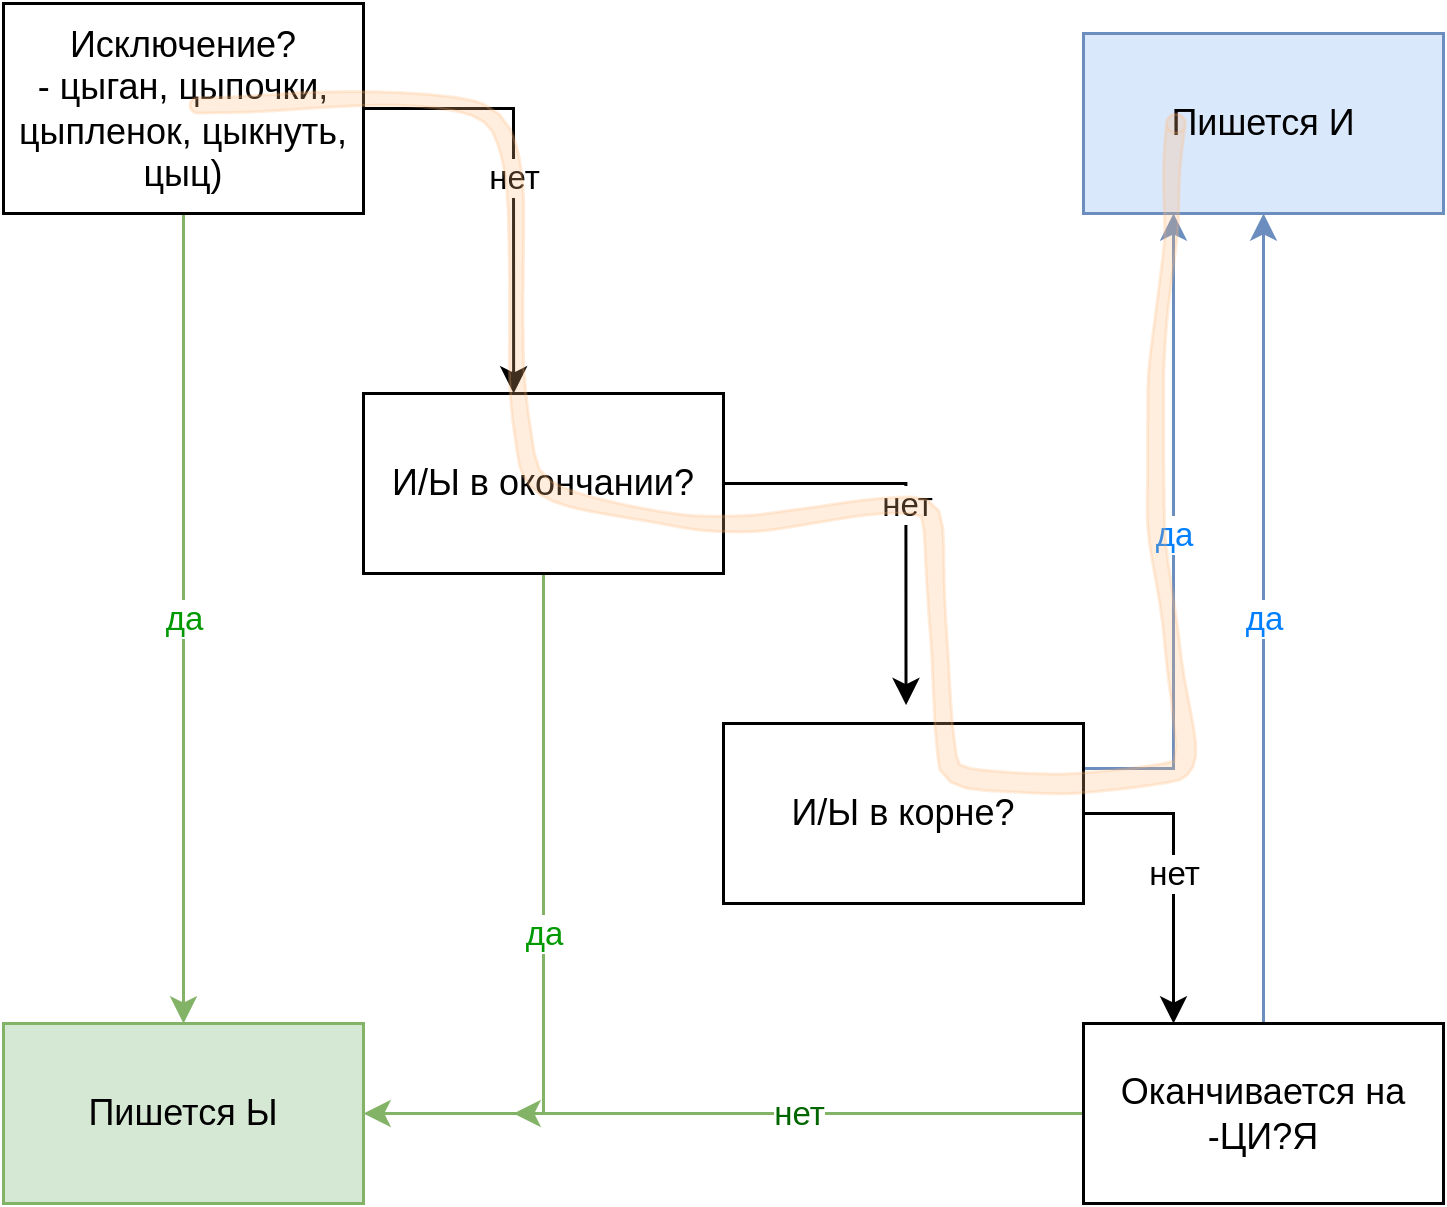 Исключение?
- цыган, цыпочки,
цыпленок, цыкнуть,
цыц)
Пишется И
нет
И/Ы в окончании?
нет
да
да
да
И/Ы в корне?
нет
да
Пишется Ы
нет
Оканчивается на
-ЦИ?Я